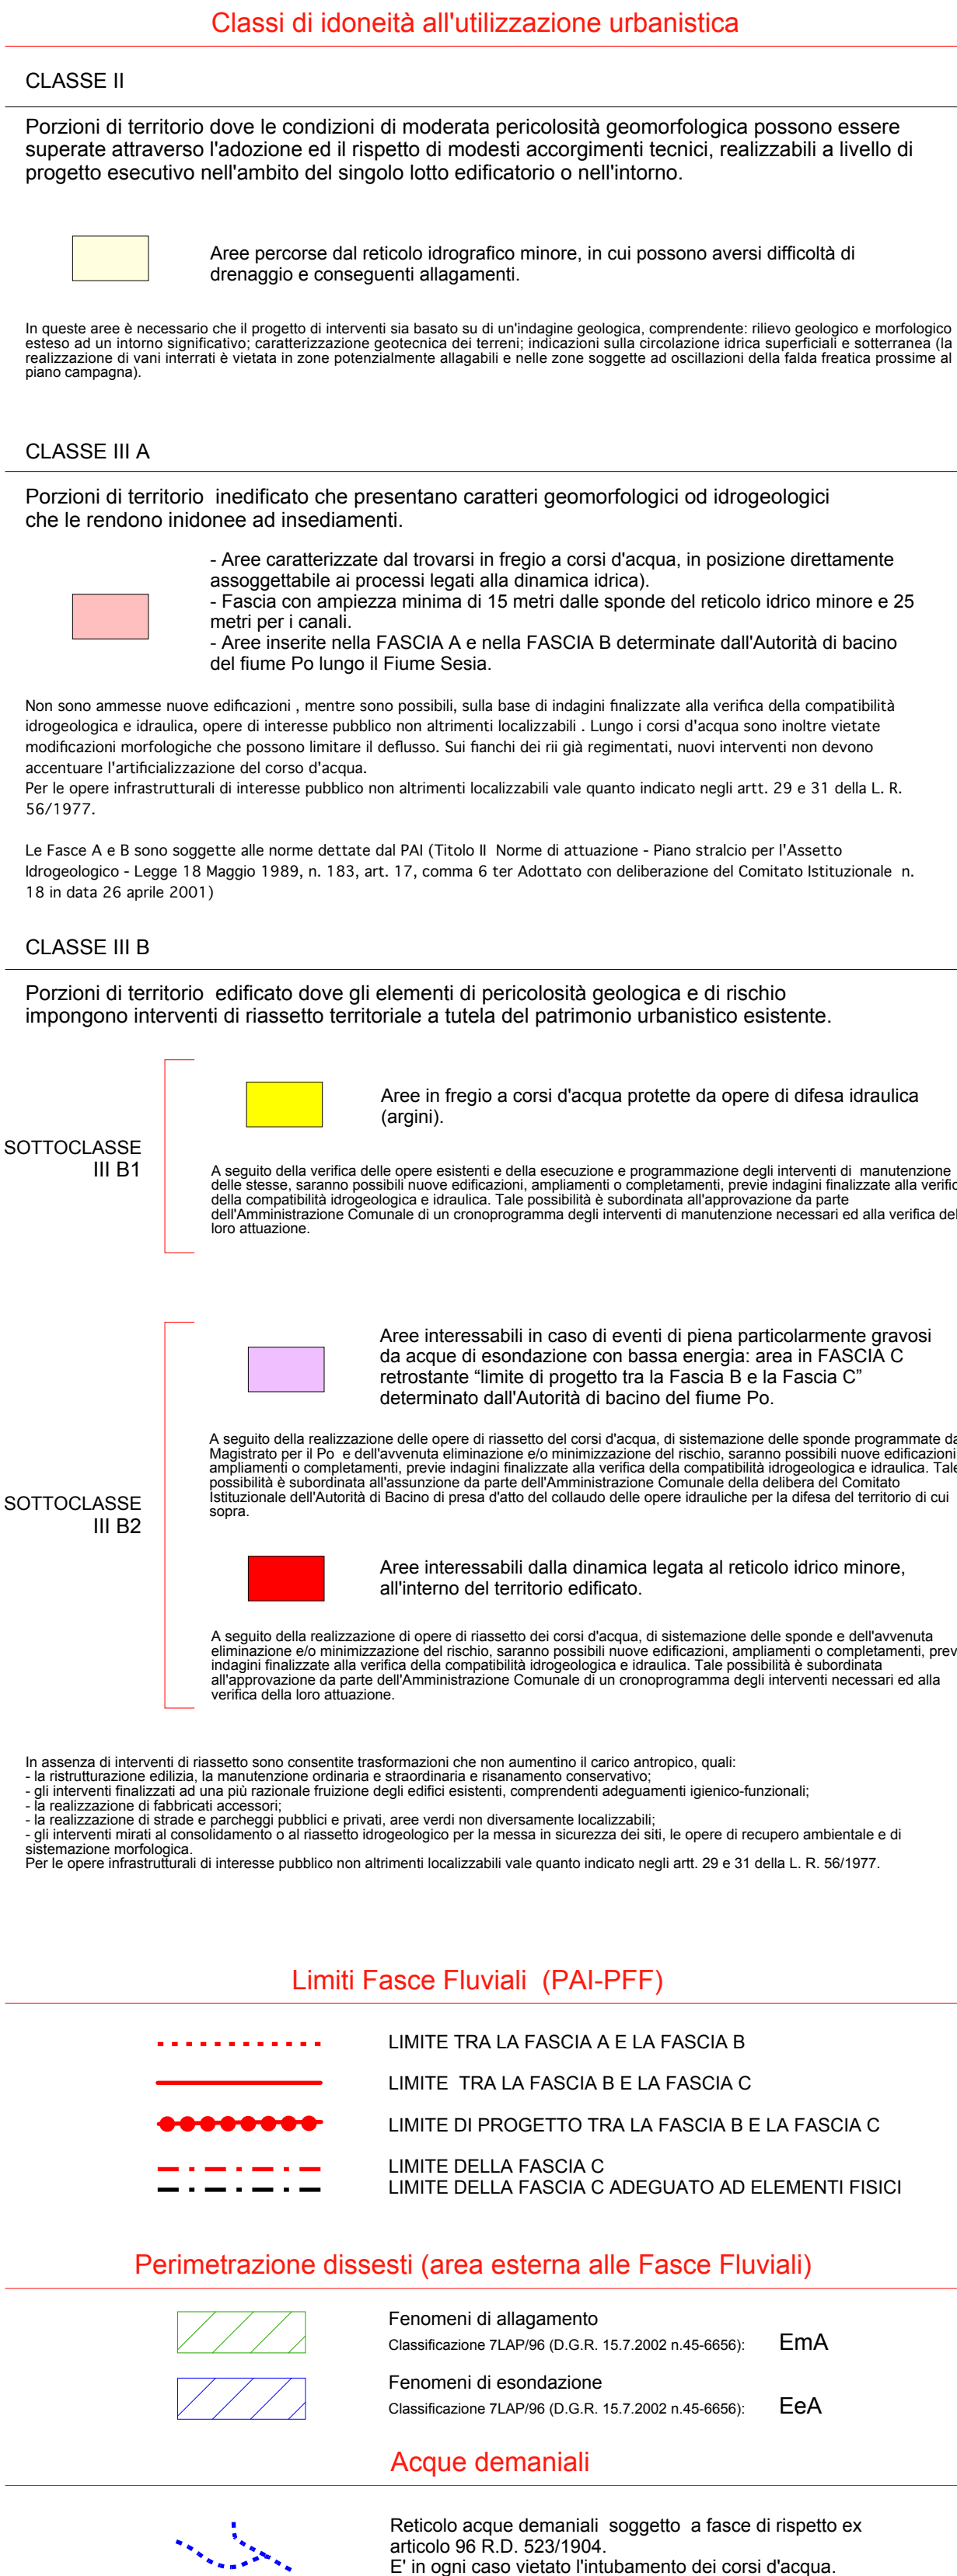 Classi di idoneità all'utilizzazione urbanistica
CLASSE II
Porzioni di territorio dove le condizioni di moderata pericolosità geomorfologica possono essere
superate attraverso l'adozione ed il rispetto di modesti accorgimenti tecnici, realizzabili a livello di
progetto esecutivo nell'ambito del singolo lotto edificatorio o nell'intorno.
Aree percorse dal reticolo idrografico minore, in cui possono aversi difficoltà di
drenaggio e conseguenti allagamenti.
In queste aree è necessario che il progetto di interventi sia basato su di un'indagine geologica, comprendente: rilievo geologico e morfologico
esteso ad un intorno significativo; caratterizzazione geotecnica dei terreni; indicazioni sulla circolazione idrica superficiali e sotterranea (la
realizzazione di vani interrati è vietata in zone potenzialmente allagabili e nelle zone soggette ad oscillazioni della falda freatica prossime al
piano campagna).
CLASSE III A
Porzioni di territorio  inedificato che presentano caratteri geomorfologici od idrogeologici
che le rendono inidonee ad insediamenti.
- Aree caratterizzate dal trovarsi in fregio a corsi d'acqua, in posizione direttamente
assoggettabile ai processi legati alla dinamica idrica).
- Fascia con ampiezza minima di 15 metri dalle sponde del reticolo idrico minore e 25
metri per i canali.
- Aree inserite nella FASCIA A e nella FASCIA B determinate dall'Autorità di bacino
del fiume Po lungo il Fiume Sesia.
Non sono ammesse nuove edificazioni , mentre sono possibili, sulla base di indagini finalizzate alla verifica della compatibilità
idrogeologica e idraulica, opere di interesse pubblico non altrimenti localizzabili . Lungo i corsi d'acqua sono inoltre vietate
modificazioni morfologiche che possono limitare il deflusso. Sui fianchi dei rii già regimentati, nuovi interventi non devono
accentuare l'artificializzazione del corso d'acqua.
Per le opere infrastrutturali di interesse pubblico non altrimenti localizzabili vale quanto indicato negli artt. 29 e 31 della L. R.
56/1977.
Le Fasce A e B sono soggette alle norme dettate dal PAI (Titolo II  Norme di attuazione - Piano stralcio per l'Assetto
Idrogeologico - Legge 18 Maggio 1989, n. 183, art. 17, comma 6 ter Adottato con deliberazione del Comitato Istituzionale  n.
18 in data 26 aprile 2001)
CLASSE III B
Porzioni di territorio  edificato dove gli elementi di pericolosità geologica e di rischio
impongono interventi di riassetto territoriale a tutela del patrimonio urbanistico esistente.
Aree in fregio a corsi d'acqua protette da opere di difesa idraulica
(argini).
SOTTOCLASSE
III B1
A seguito della verifica delle opere esistenti e della esecuzione e programmazione degli interventi di  manutenzione
delle stesse, saranno possibili nuove edificazioni, ampliamenti o completamenti, previe indagini finalizzate alla verific
della compatibilità idrogeologica e idraulica. Tale possibilità è subordinata all'approvazione da parte
dell'Amministrazione Comunale di un cronoprogramma degli interventi di manutenzione necessari ed alla verifica del
loro attuazione.
Aree interessabili in caso di eventi di piena particolarmente gravosi
da acque di esondazione con bassa energia: area in FASCIA C
retrostante “limite di progetto tra la Fascia B e la Fascia C”
determinato dall'Autorità di bacino del fiume Po.
A seguito della realizzazione delle opere di riassetto del corsi d'acqua, di sistemazione delle sponde programmate da
Magistrato per il Po  e dell'avvenuta eliminazione e/o minimizzazione del rischio, saranno possibili nuove edificazioni
ampliamenti o completamenti, previe indagini finalizzate alla verifica della compatibilità idrogeologica e idraulica. Tale
possibilità è subordinata all'assunzione da parte dell'Amministrazione Comunale della delibera del Comitato
Istituzionale dell'Autorità di Bacino di presa d'atto del collaudo delle opere idrauliche per la difesa del territorio di cui
sopra.
SOTTOCLASSE
III B2
Aree interessabili dalla dinamica legata al reticolo idrico minore,
all'interno del territorio edificato.
A seguito della realizzazione di opere di riassetto dei corsi d'acqua, di sistemazione delle sponde e dell'avvenuta
eliminazione e/o minimizzazione del rischio, saranno possibili nuove edificazioni, ampliamenti o completamenti, prev
indagini finalizzate alla verifica della compatibilità idrogeologica e idraulica. Tale possibilità è subordinata
all'approvazione da parte dell'Amministrazione Comunale di un cronoprogramma degli interventi necessari ed alla
verifica della loro attuazione.
In assenza di interventi di riassetto sono consentite trasformazioni che non aumentino il carico antropico, quali:
- la ristrutturazione edilizia, la manutenzione ordinaria e straordinaria e risanamento conservativo;
- gli interventi finalizzati ad una più razionale fruizione degli edifici esistenti, comprendenti adeguamenti igienico-funzionali;
- la realizzazione di fabbricati accessori;
- la realizzazione di strade e parcheggi pubblici e privati, aree verdi non diversamente localizzabili;
- gli interventi mirati al consolidamento o al riassetto idrogeologico per la messa in sicurezza dei siti, le opere di recupero ambientale e di
sistemazione morfologica.
Per le opere infrastrutturali di interesse pubblico non altrimenti localizzabili vale quanto indicato negli artt. 29 e 31 della L. R. 56/1977.
Limiti Fasce Fluviali  (PAI-PFF)
LIMITE TRA LA FASCIA A E LA FASCIA B
LIMITE  TRA LA FASCIA B E LA FASCIA C
LIMITE DI PROGETTO TRA LA FASCIA B E LA FASCIA C
LIMITE DELLA FASCIA C
LIMITE DELLA FASCIA C ADEGUATO AD ELEMENTI FISICI
Perimetrazione dissesti (area esterna alle Fasce Fluviali)
Fenomeni di allagamento
Classificazione 7LAP/96 (D.G.R. 15.7.2002 n.45-6656): EmA
Fenomeni di esondazione
Classificazione 7LAP/96 (D.G.R. 15.7.2002 n.45-6656): EeA
Acque demaniali
Reticolo acque demaniali  soggetto  a fasce di rispetto ex
articolo 96 R.D. 523/1904.
E' in ogni caso vietato l'intubamento dei corsi d'acqua.